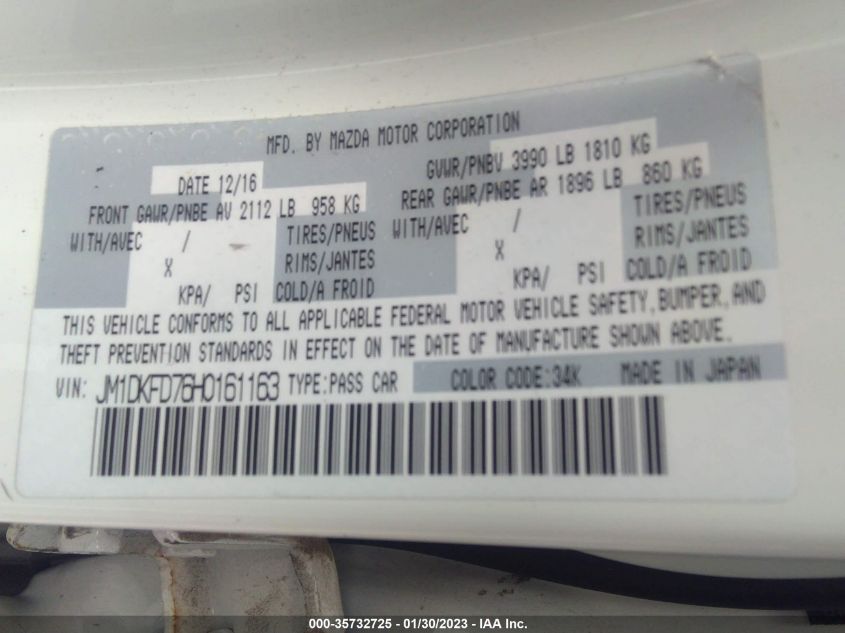 MFD. BY MAZDA MOTOR CORPORATION
DATE 12/16 GVWR/PNBV 3990 LB 1810 KG
FRONT GAWR/PNBE AV 2112 LB 958 KG REAR GAWR/PNBE AR 1896 LB 860 KG
WITH/AVEC / TIRES/PNEUS WITH/AVEC / TIRES/PNEUS
X RIMS/JANTES X RIMS/JANTES
KPA/ PSI COLD/A FROID KPA/ PSI COLD/A FROID
THIS VEHICLE CONFORMS TO ALL APPLICABLE FEDERAL MOTOR VEHICLE SAFETY, BUMPER, AND
THEFT PREVENTION STANDARDS IN EFFECT ON THE DATE OF MANUFACTURE SHOWN ABOVE.
VIN: JM1DKFD76H0161163 TYPE:PASS CAR COLOR CODE:34K MADE IN JAPAN
000-35732725 - 01/30/2023 - IAA Inc.